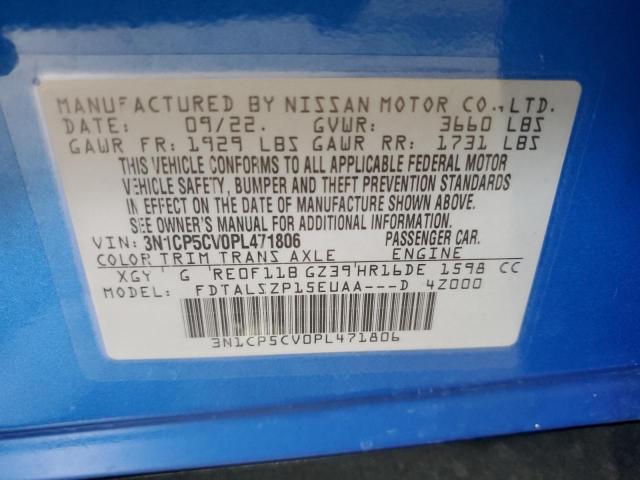 MANUFACTURED BY NISSAN MOTOR CO.,LTD.
DATE: 09/22. GVWR: 3660 LBS
GAWR FR: 1929 LBS GAWR RR: 1731 LBS
THIS VEHICLE CONFORMS TO ALL APPLICABLE FEDERAL MOTOR
VEHICLE SAFETY, BUMPER AND THEFT PREVENTION STANDARDS
IN EFFECT ON THE DATE OF MANUFACTURE SHOWN ABOVE.
SEE OWNER'S MANUAL FOR ADDITIONAL INFORMATION.
VIN: 3N1CP5CV0PL471806 PASSENGER CAR.
COLOR TRIM TRANS AXLE ENGINE
XGY G RE0F11B GZ39 HR16DE 1598 CC
MODEL: FDTALSZP15EUAA---D 4Z000
3N1CP5CV0PL471806